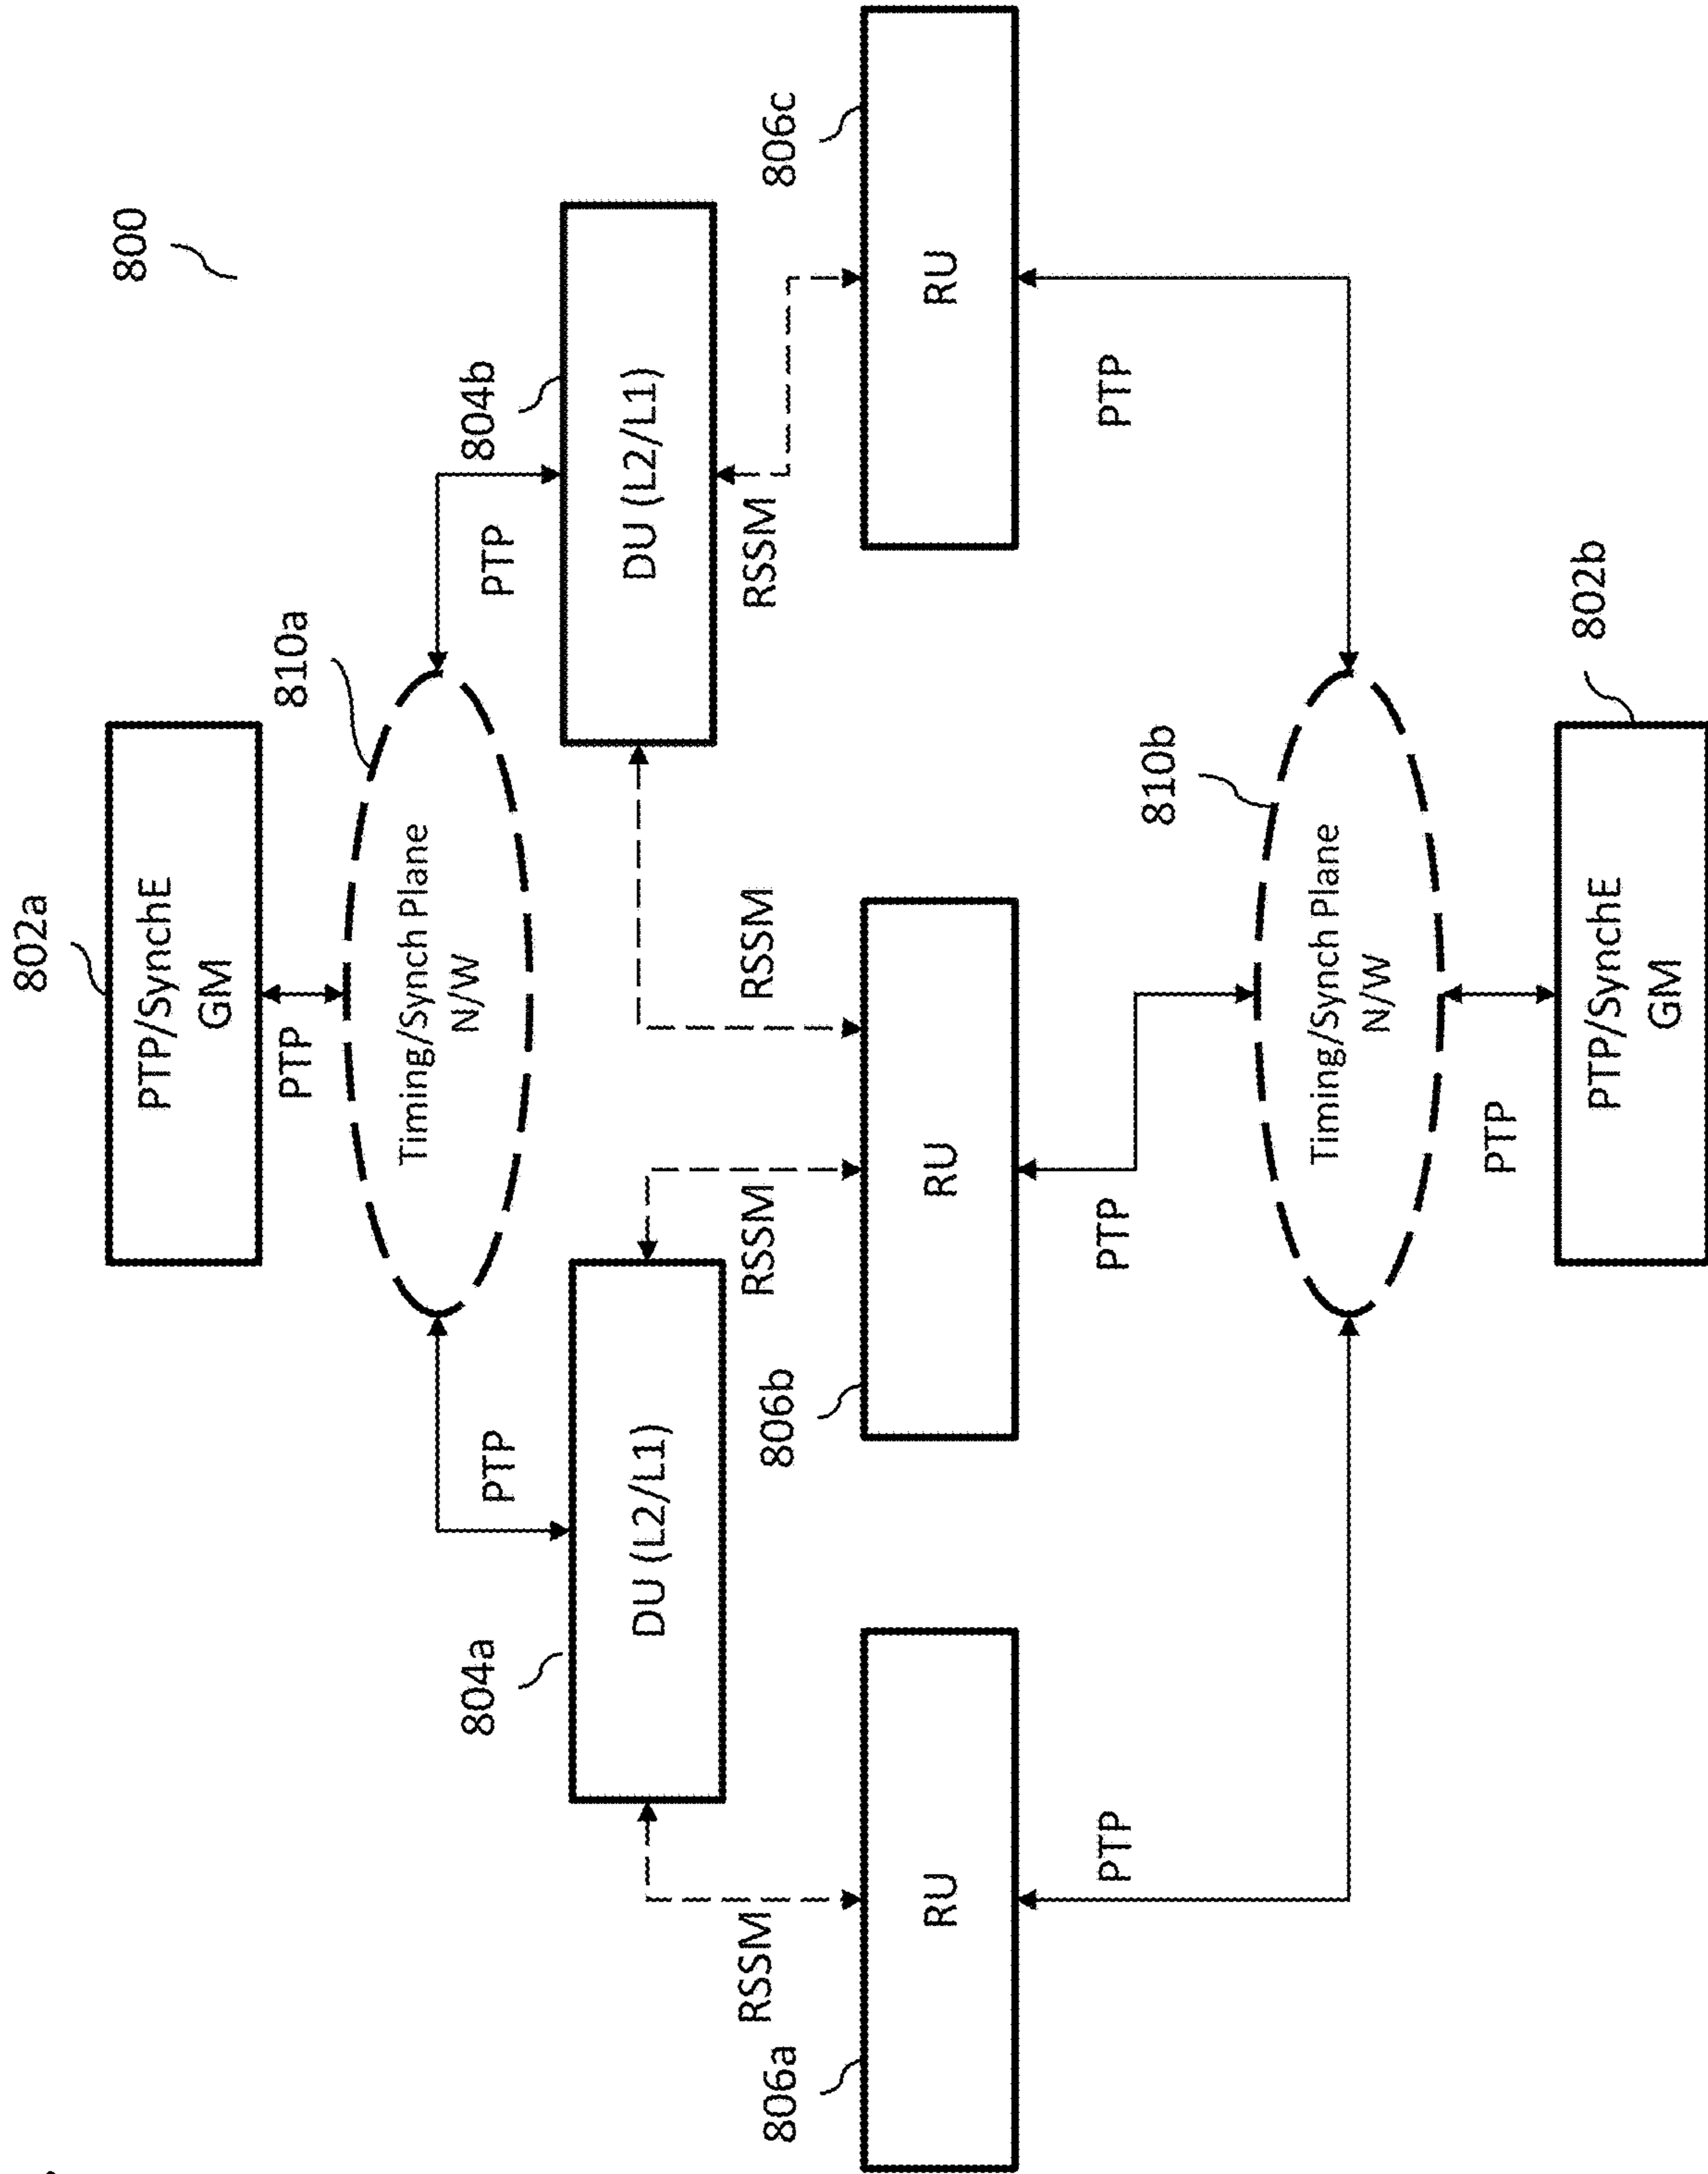 802a
800
PTP/SynchE
GM
PTP
810a
Timing/Synch Plane
N/W
804a
PTP
PTP
804b
DU (L2/L1)
DU (L2/L1)
RSSM
RSSM
RSSM
RSSM
806a
806b
806c
RU
RU
RU
PTP
PTP
PTP
810b
Timing/Synch Plane
N/W
PTP
802b
PTP/SynchE
GM